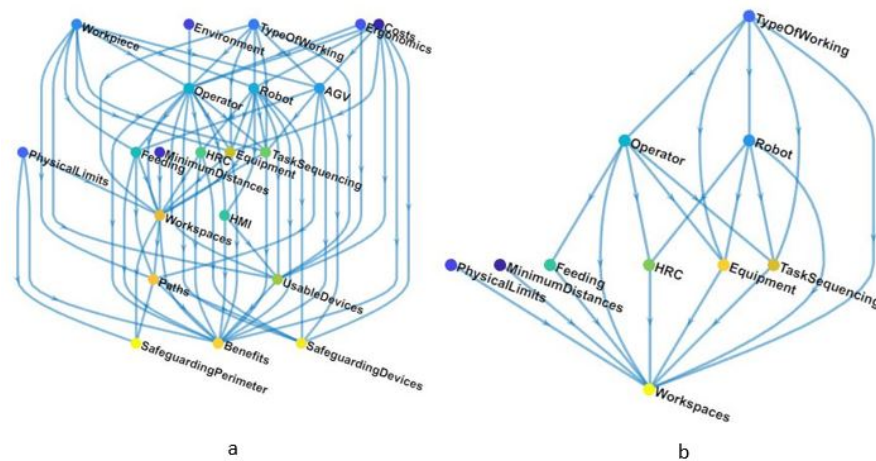 Workpiece
Environment
TypeOfWorking
Costs
Ergonomics
Operator
Robot
AGV
PhysicalLimits
Feeding
MinimumDistances
HRC
Equipment
TaskSequencing
Workspaces
HMI
Paths
UsableDevices
SafeguardingPerimeter
Benefits
SafeguardingDevices
a
TypeOfWorking
Operator
Robot
PhysicalLimits
MinimumDistances
Feeding
HRC
Equipment
TaskSequencing
Workspaces
b